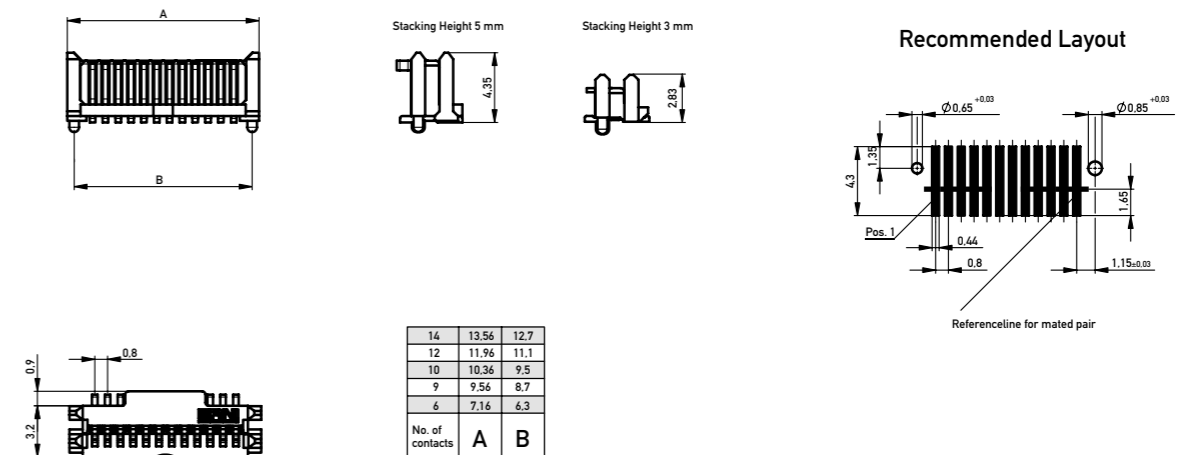 A
B
Stacking Height 5 mm
4,35
Stacking Height 3 mm
2,83
Recommended Layout
Ø0,65 +0,03
Ø0,85 +0,03
1,35
4,3
1,65
Pos. 1
0,44
0,8
1,15±0,03
Referenceline for mated pair
0,8
0,9
3,2
14 13,56 12,7
12 11,96 11,1
10 10,36 9,5
9 9,56 8,7
6 7,16 6,3
No. of
contacts A B